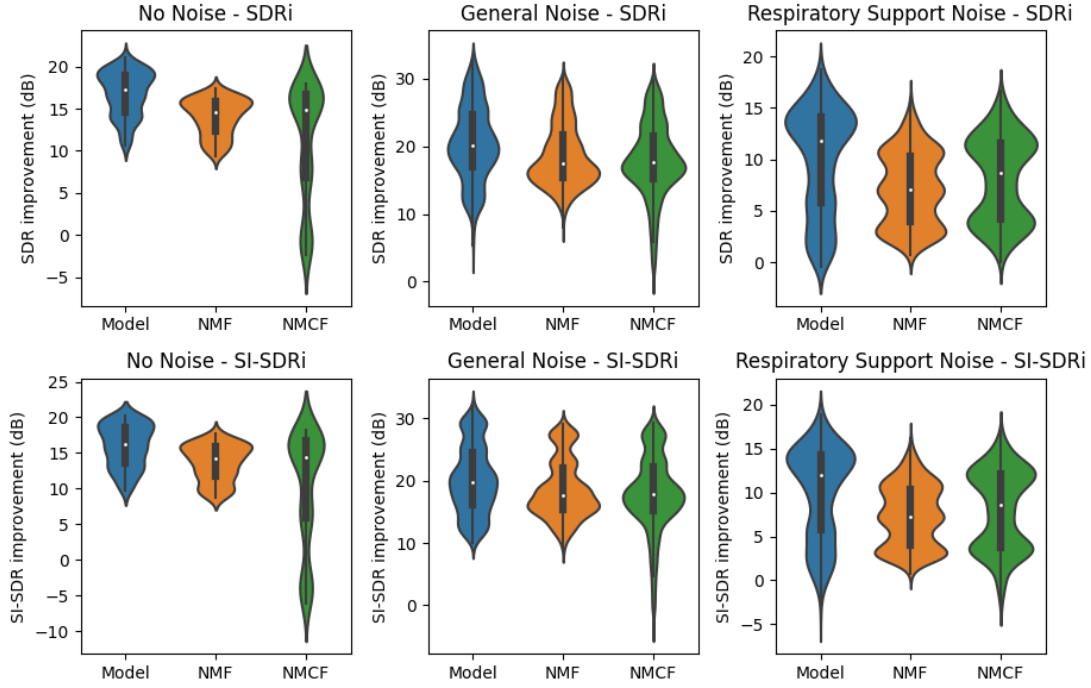 No Noise - SDRi
General Noise - SDRi
Respiratory Support Noise - SDRi
SDR improvement (dB)
20
15
10
5
0
−5
Model NMF NMCF
SDR improvement (dB)
30
20
10
0
Model NMF NMCF
SDR improvement (dB)
20
15
10
5
0
Model NMF NMCF
No Noise - SI-SDRi
General Noise - SI-SDRi
Respiratory Support Noise - SI-SDRi
SI-SDR improvement (dB)
25
20
15
10
5
0
−5
−10
Model NMF NMCF
SI-SDR improvement (dB)
30
20
10
0
Model NMF NMCF
SI-SDR improvement (dB)
20
15
10
5
0
−5
Model NMF NMCF